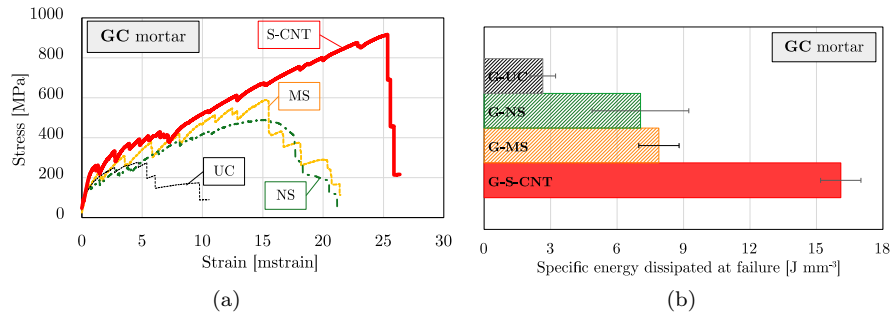 GC mortar
S-CNT
MS
UC
NS
Stress [MPa]
1000
800
600
400
200
0
0 5 10 15 20 25 30
Strain [mstrain]
(a)
GC mortar
G-UC
G-NS
G-MS
G-S-CNT
0 3 6 9 12 15 18
Specific energy dissipated at failure [J mm⁻³]
(b)